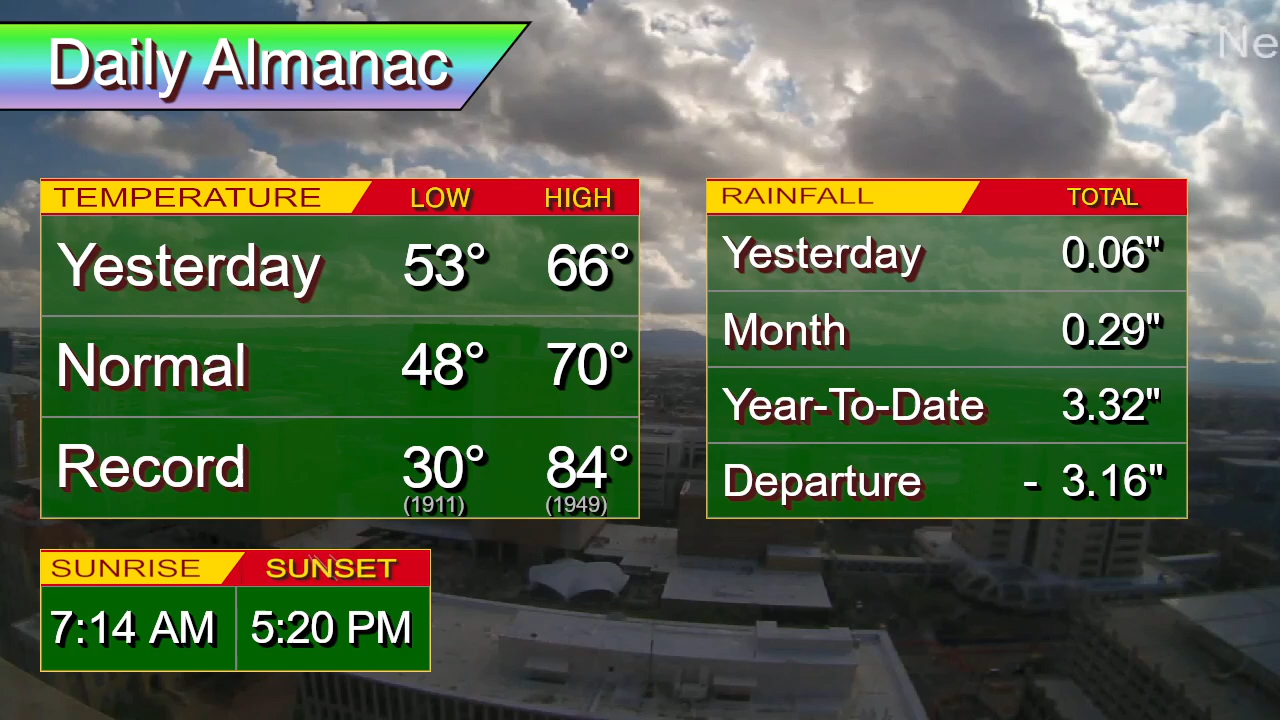 Daily Almanac
Ne
TEMPERATURE LOW HIGH
Yesterday 53° 66°
Normal 48° 70°
Record 30° 84°
(1911) (1949)
RAINFALL TOTAL
Yesterday 0.06"
Month 0.29"
Year-To-Date 3.32"
Departure - 3.16"
SUNRISE SUNSET
7:14 AM 5:20 PM